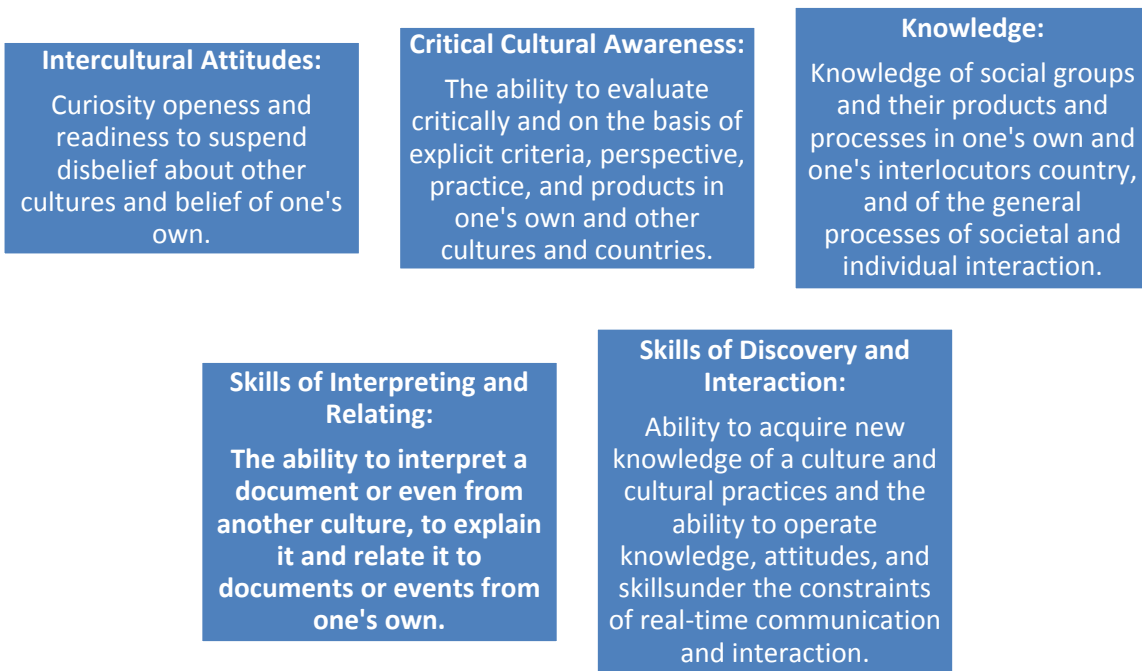 Intercultural Attitudes:
Curiosity openess and
readiness to suspend
disbelief about other
cultures and belief of one's
own.
Critical Cultural Awareness:
The ability to evaluate
critically and on the basis of
explicit criteria, perspective,
practice, and products in
one's own and other
cultures and countries.
Knowledge:
Knowledge of social groups
and their products and
processes in one's own and
one's interlocutors country,
and of the general
processes of societal and
individual interaction.
Skills of Interpreting and
Relating:
The ability to interpret a
document or even from
another culture, to explain
it and relate it to
documents or events from
one's own.
Skills of Discovery and
Interaction:
Ability to acquire new
knowledge of a culture and
cultural practices and the
ability to operate
knowledge, attitudes, and
skillsunder the constraints
of real-time communication
and interaction.